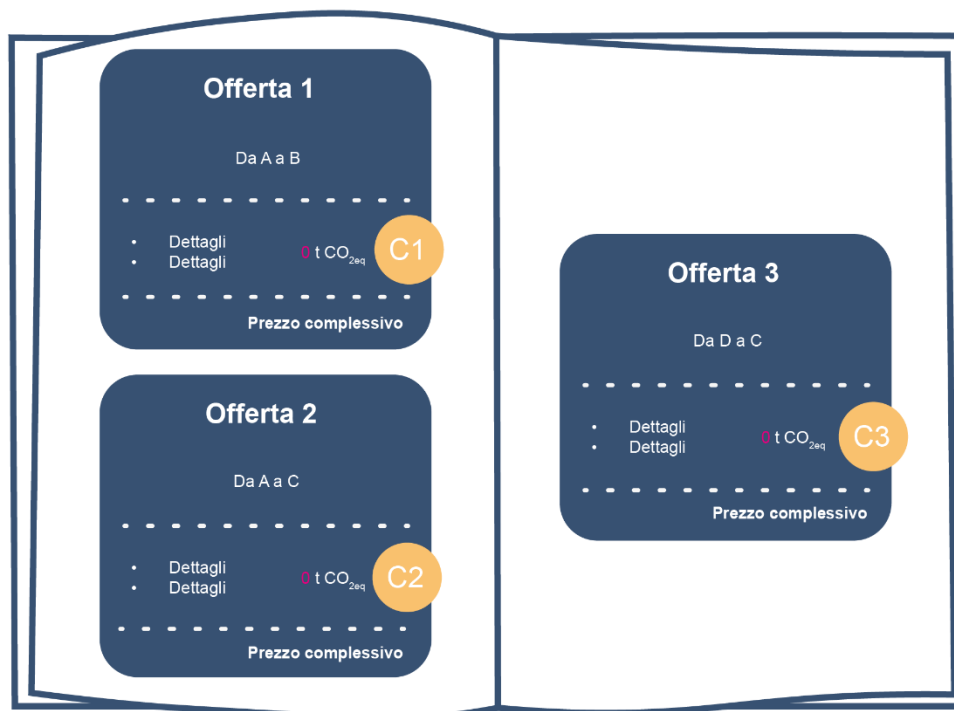 Offerta 1
Da A a B
• Dettagli
• Dettagli
0 t CO2eq
C1
Prezzo complessivo
Offerta 2
Da A a C
• Dettagli
• Dettagli
0 t CO2eq
C2
Prezzo complessivo
Offerta 3
Da D a C
• Dettagli
• Dettagli
0 t CO2eq
C3
Prezzo complessivo